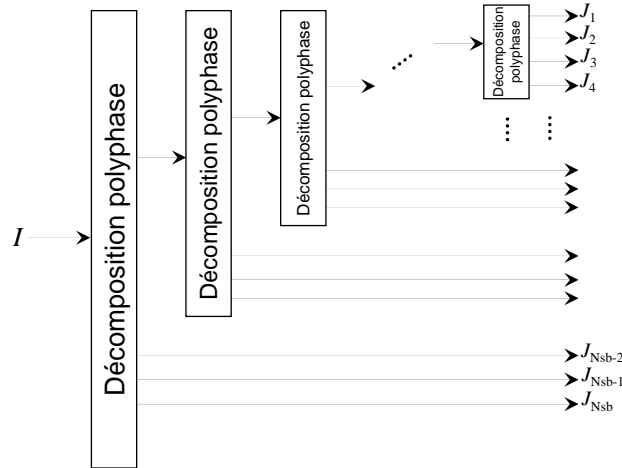 J1
J2
J3
J4
Décomposition
polyphase
Décomposition polyphase
Décomposition polyphase
Décomposition polyphase
I
JNsb-2
JNsb-1
JNsb